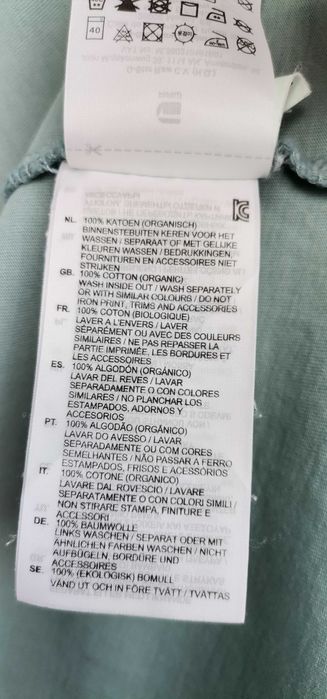 40
NL. 100% KATOEN (ORGANISCH)
BINNENSTEBUITEN KEREN VOOR HET
WASSEN / SEPARAAT OF MET GELIJKE
KLEUREN WASSEN / BEDRUKKINGEN,
FOURNITUREN EN ACCESSOIRES NIET
STRIJKEN
GB. 100% COTTON (ORGANIC)
WASH INSIDE OUT / WASH SEPARATELY
OR WITH SIMILAR COLOURS / DO NOT
IRON PRINT, TRIMS AND ACCESSORIES
FR. 100% COTON (BIOLOGIQUE)
LAVER A L'ENVERS / LAVER
SÉPARÉMENT OU AVEC DES COULEURS
SIMILAIRES / NE PAS REPASSER LA
PARTIE IMPRIMÉE, LES BORDURES ET
LES ACCESSOIRES
ES. 100% ALGODÓN (ORGÁNICO)
LAVAR DEL REVES / LAVAR
SEPARADAMENTE O CON COLORES
SIMILARES / NO PLANCHAR LOS
ESTAMPADOS, ADORNOS Y
ACCESORIOS
PT. 100% ALGODÃO (ORGÂNICO)
LAVAR DO AVESSO / LAVAR
SEPARADAMENTE OU COM CORES
SEMELHANTES / NÃO PASSAR A FERRO
ESTAMPADOS, FRISOS E ACESSORIOS
IT. 100% COTONE (ORGANICO)
LAVARE DAL ROVESCIO / LAVARE
SEPARATAMENTE O CON COLORI SIMILI /
NON STIRARE STAMPA, FINITURE E
ACCESSORI
DE. 100% BAUMWOLLE
LINKS WASCHEN / SEPARAT ODER MIT
ÄHNLICHEN FARBEN WASCHEN / NICHT
AUFBÜGELN, BORDÜRE UND
ACCESSOIRES
SE. 100% (EKOLOGISK) BOMULL
VÄND UT OCH IN FÖRE TVÄTT / TVÄTTAS